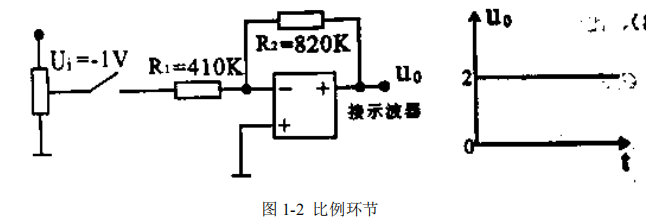 Ui=-1V
R1=410K
R2=820K
-
+
+
u0
接示波器
u0
2
0
t
图 1-2 比例环节